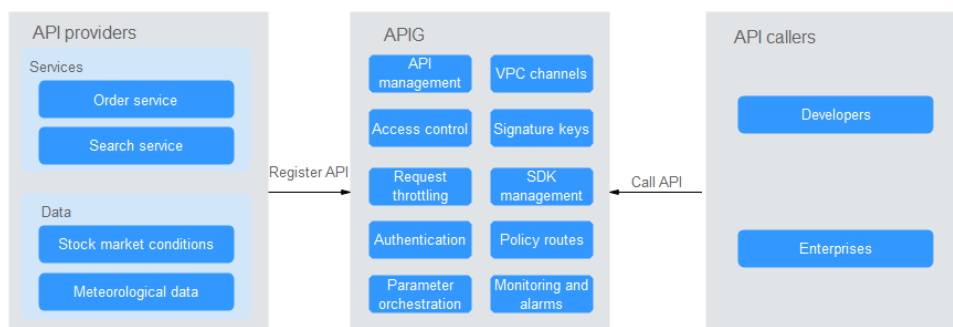 API providers
Services
Order service
Search service
Data
Stock market conditions
Meteorological data
Register API
APIG
API
management
VPC channels
Access control
Signature keys
Request
throttling
SDK
management
Authentication
Policy routes
Parameter
orchestration
Monitoring and
alarms
Call API
API callers
Developers
Enterprises